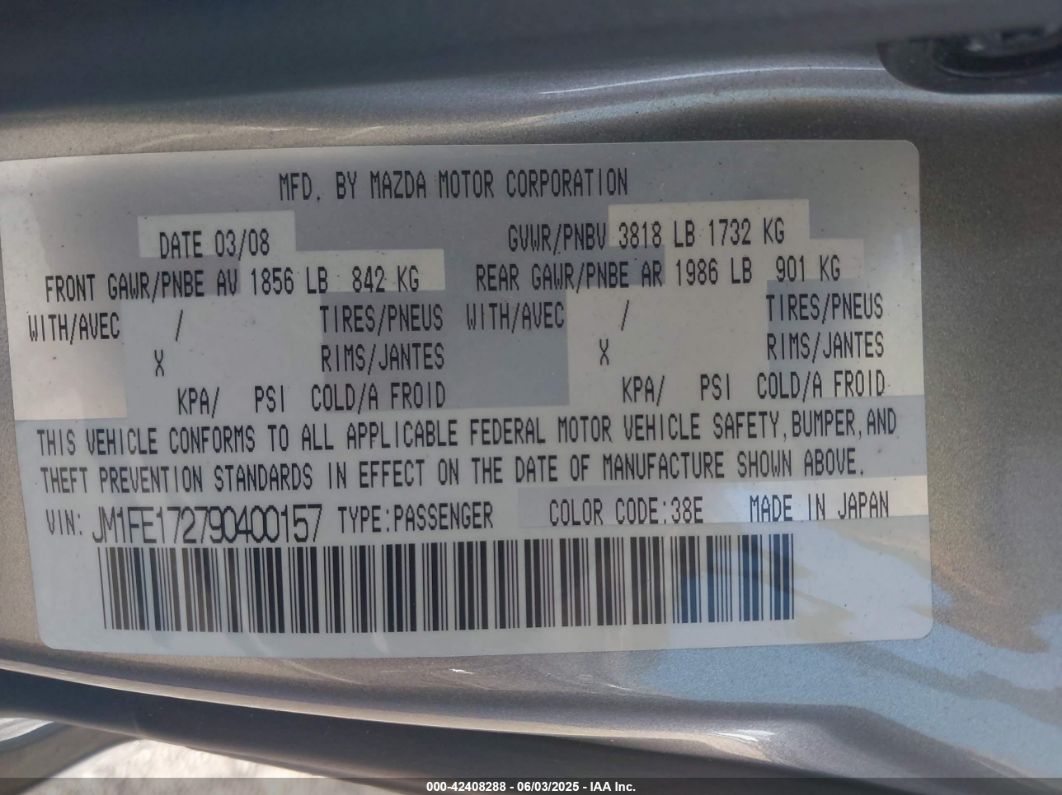 MFD. BY MAZDA MOTOR CORPORATION
DATE 03/08 GVWR/PNBV 3818 LB 1732 KG
FRONT GAWR/PNBE AV 1856 LB 842 KG REAR GAWR/PNBE AR 1986 LB 901 KG
WITH/AVEC / TIRES/PNEUS WITH/AVEC / TIRES/PNEUS
X RIMS/JANTES X RIMS/JANTES
KPA/ PSI COLD/A FROID KPA/ PSI COLD/A FROID
THIS VEHICLE CONFORMS TO ALL APPLICABLE FEDERAL MOTOR VEHICLE SAFETY, BUMPER, AND
THEFT PREVENTION STANDARDS IN EFFECT ON THE DATE OF MANUFACTURE SHOWN ABOVE.
VIN: JM1FE172790400157 TYPE:PASSENGER COLOR CODE:38E MADE IN JAPAN
000-42408288 - 06/03/2025 - IAA Inc.